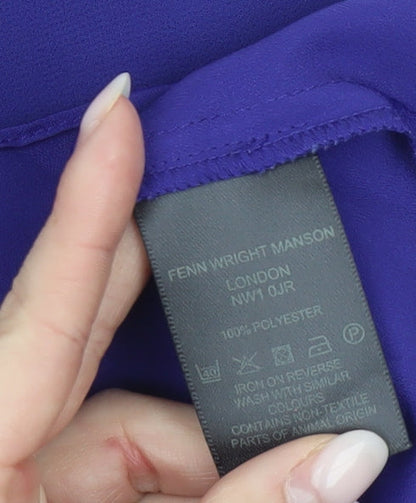 FENN WRIGHT MANSON
LONDON
NW1 0JR
100% POLYESTER
40 P
IRON ON REVERSE
WASH WITH SIMILAR
COLOURS
CONTAINS NON-TEXTILE
PARTS OF ANIMAL ORIGIN